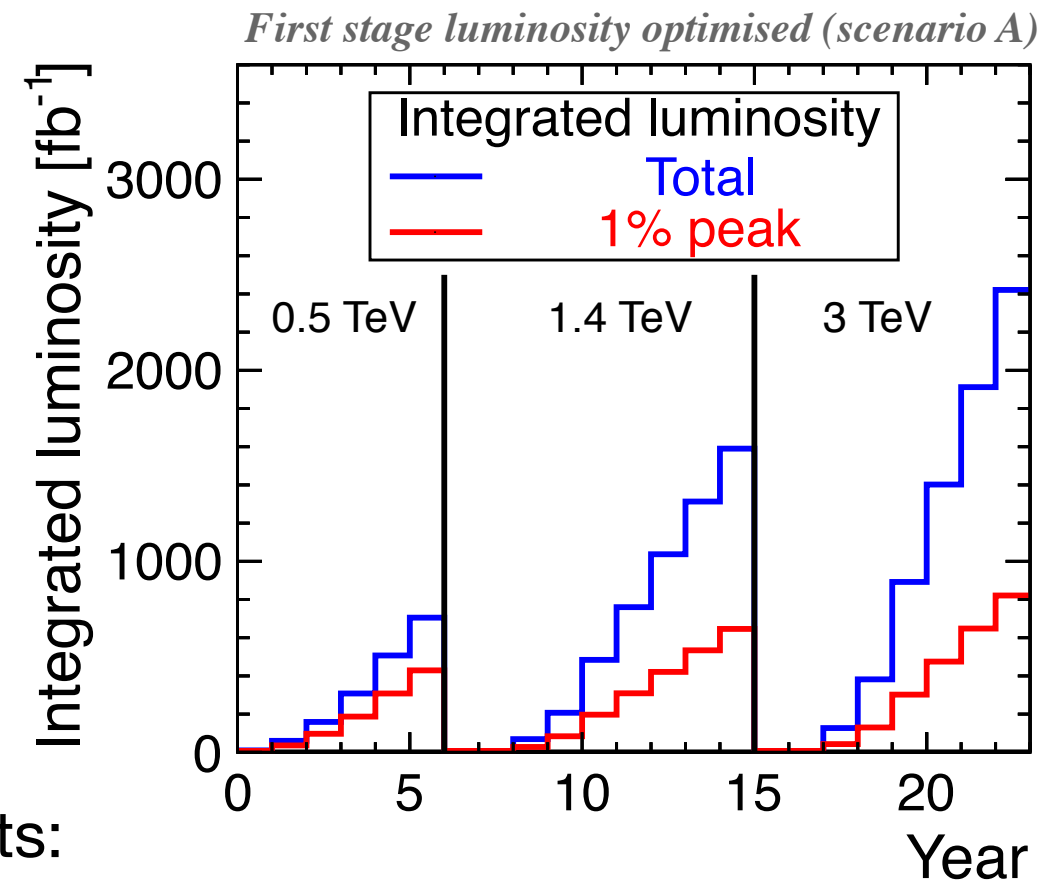 First stage luminosity optimised (scenario A)
Integrated luminosity [fb-1]
Integrated luminosity
Total
1% peak
0.5 TeV
1.4 TeV
3 TeV
3000
2000
1000
0
0 5 10 15 20
Year
ts: